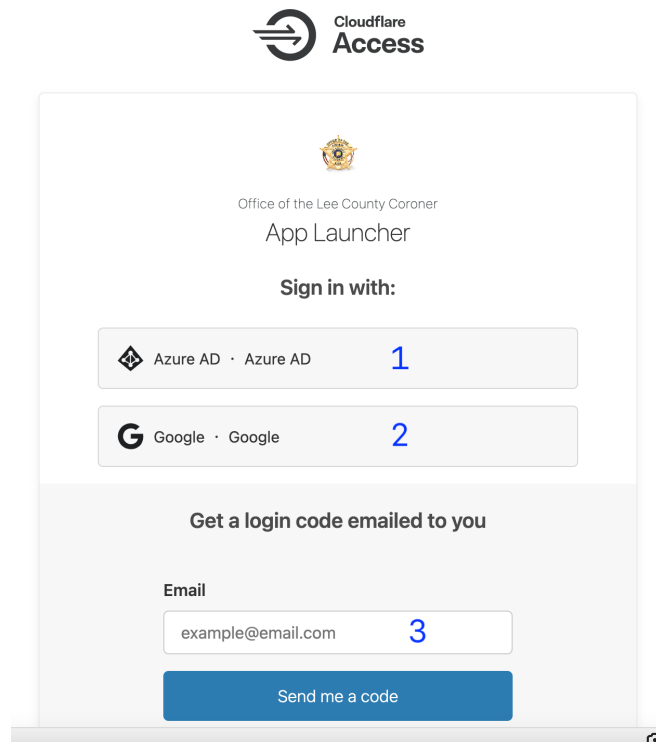 Cloudflare
Access
Office of the Lee County Coroner
App Launcher
Sign in with:
Azure AD · Azure AD 1
Google · Google 2
Get a login code emailed to you
Email
example@email.com 3
Send me a code